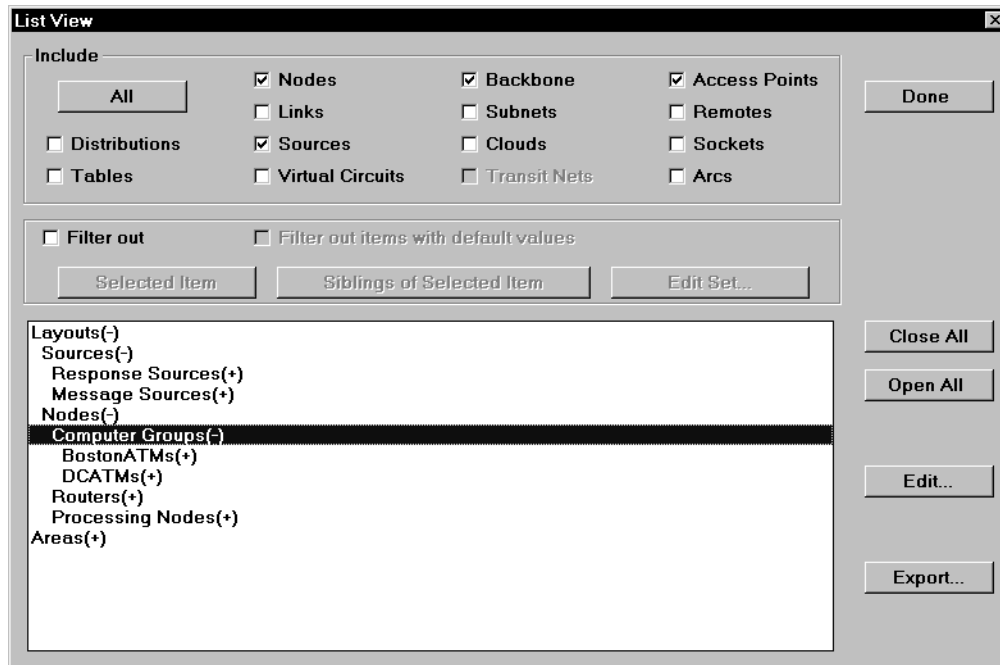 List View
Include
All
Nodes
Backbone
Access Points
Done
Links
Subnets
Remotes
Distributions
Sources
Clouds
Sockets
Tables
Virtual Circuits
Transit Nets
Arcs
Filter out
Filter out items with default values
Selected Item
Siblings of Selected Item
Edit Set...
Layouts(-)
Sources(-)
Response Sources(+)
Message Sources(+)
Nodes(-)
Computer Groups(-)
BostonATMs(+)
DCATMs(+)
Routers(+)
Processing Nodes(+)
Areas(+)
Close All
Open All
Edit...
Export...